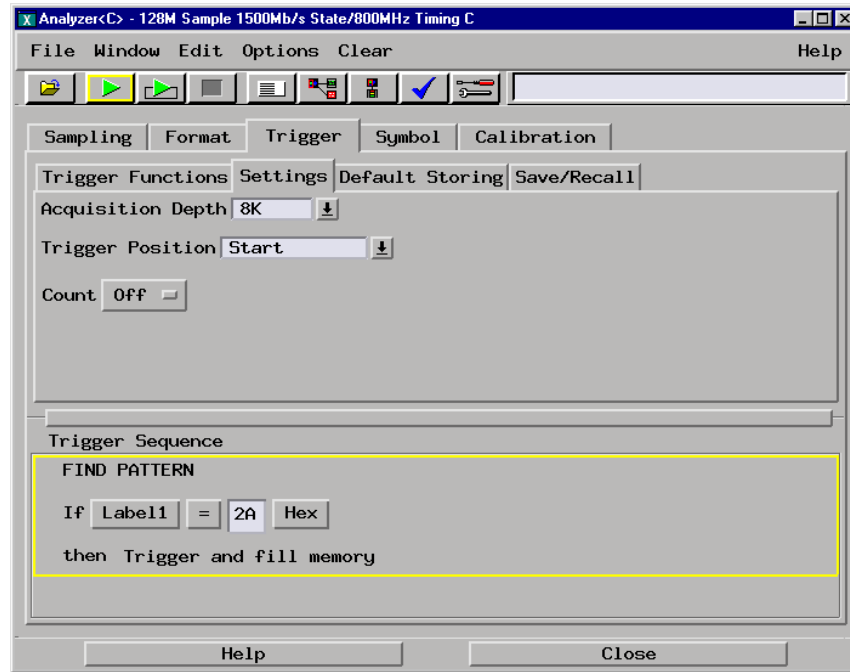 Analyzer<C> - 128M Sample 1500Mb/s State/800MHz Timing C
File Window Edit Options Clear Help
Sampling Format Trigger Symbol Calibration
Trigger Functions Settings Default Storing Save/Recall
Acquisition Depth 8K
Trigger Position Start
Count Off
Trigger Sequence
FIND PATTERN
If Label1 = 2A Hex
then Trigger and fill memory
Help Close